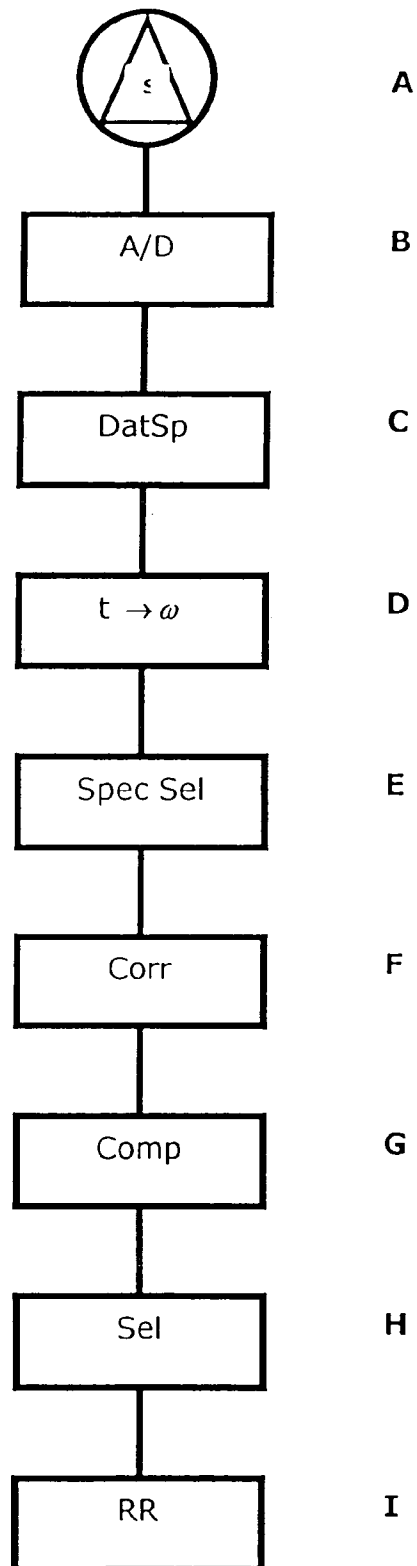 s A
A/D B
DatSp C
t → ω D
Spec Sel E
Corr F
Comp G
Sel H
RR I